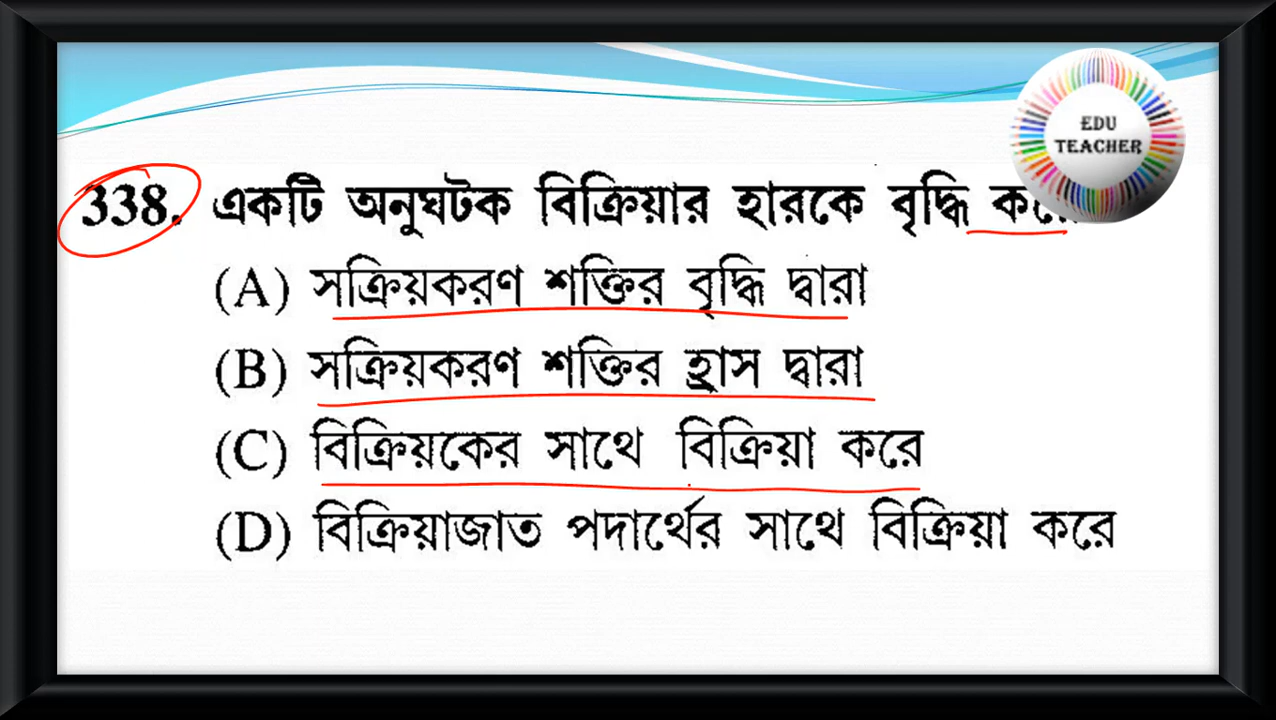 EDU
TEACHER
338. একটি অনুঘটক বিক্রিয়ার হারকে বৃদ্ধি
(A) সক্রিয়করণ শক্তির বৃদ্ধি দ্বারা
(B) সক্রিয়করণ শক্তির হ্রাস দ্বারা
(C) বিক্রিয়কের সাথে বিক্রিয়া করে
(D) বিক্রিয়াজাত পদার্থের সাথে বিক্রিয়া করে